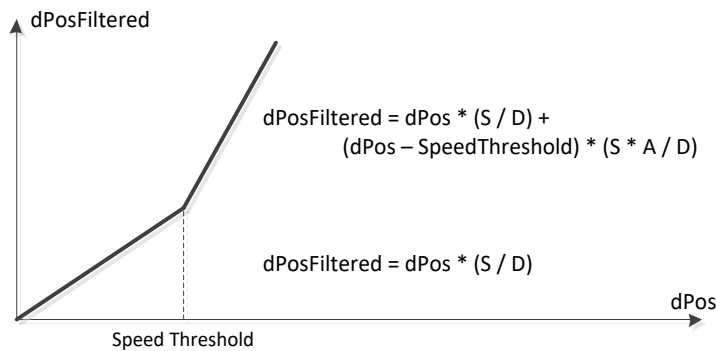 dPosFiltered
dPosFiltered = dPos * (S / D) +
(dPos – SpeedThreshold) * (S * A / D)
dPosFiltered = dPos * (S / D)
dPos
Speed Threshold